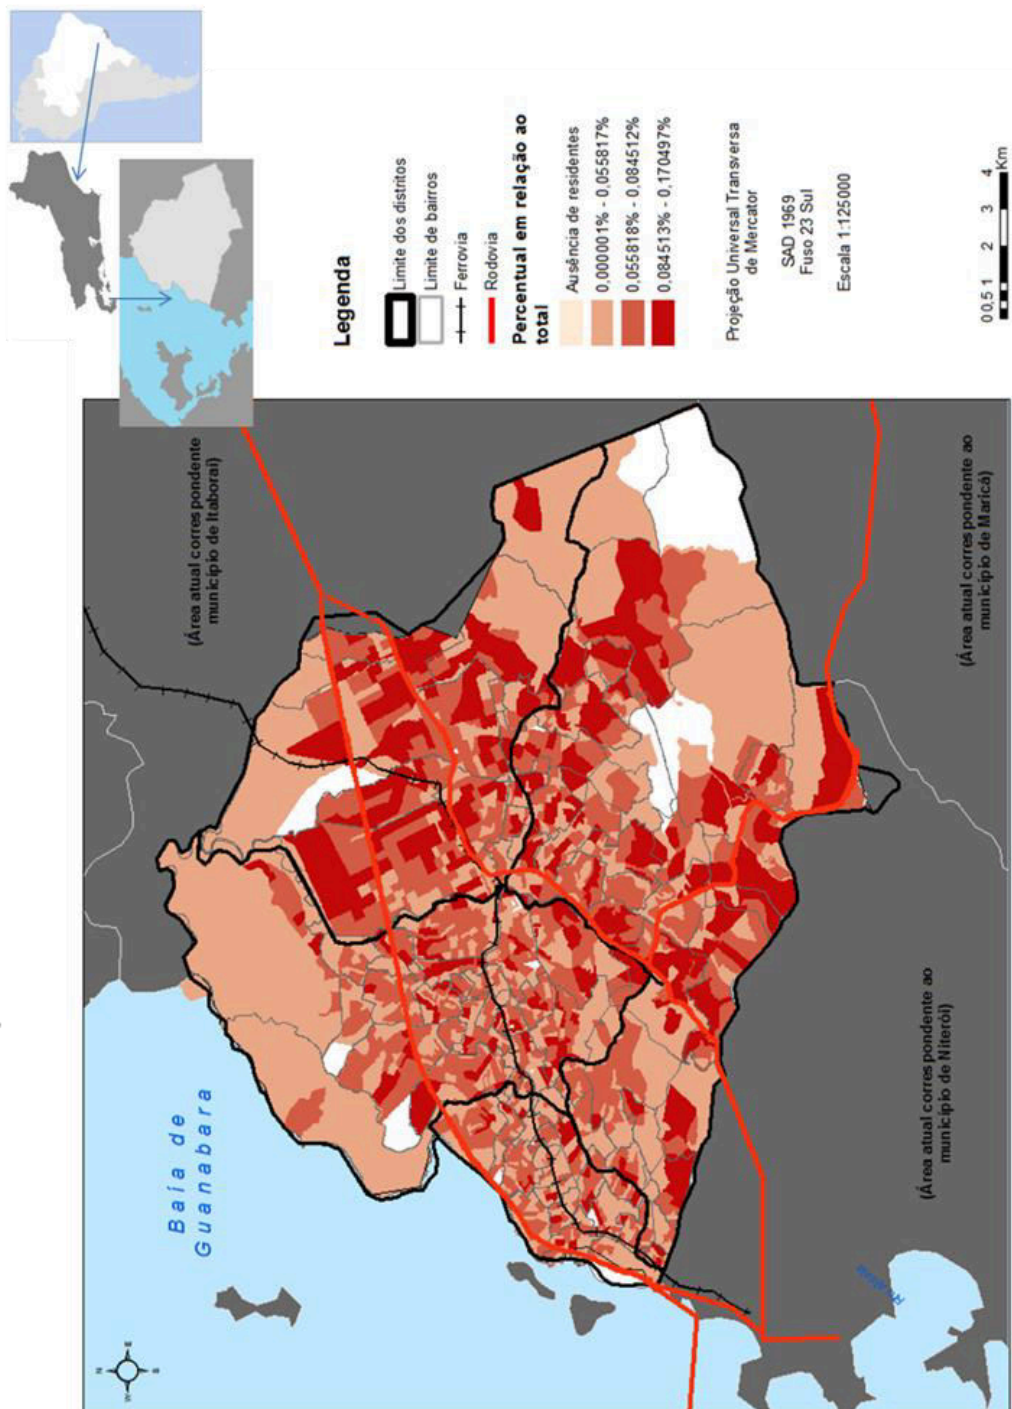 (Área atual correspondente
município de Itaboraí)
Baía de
Guanabara
(Área atual correspondente ao
município de Niterói)
(Área atual correspondente ao
município de Maricá)
N
W
E
S
Legenda
Limite dos distritos
Limite de bairros
Ferrovia
Rodovia
Percentual em relação ao
total
Ausência de residentes
0,000001% - 0,055817%
0,055818% - 0,084512%
0,084513% - 0,170497%
Projeção Universal Transversa
de Mercator
SAD 1969
Fuso 23 Sul
Escala 1:125000
0 0,5 1 2 3 4
Km